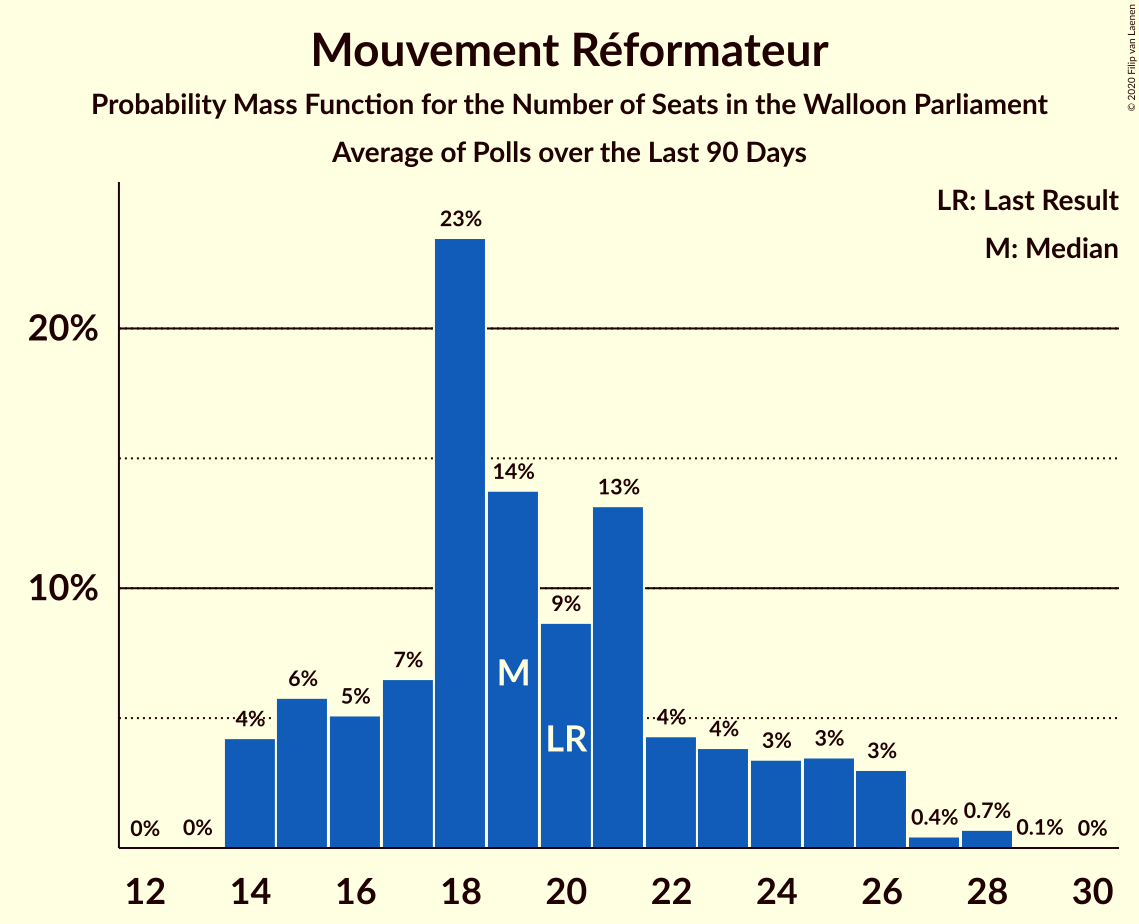 Mouvement Réformateur
Probability Mass Function for the Number of Seats in the Walloon Parliament
Average of Polls over the Last 90 Days
© 2020 Filip van Laenen
LR: Last Result
M: Median
20%
10%
0%
0%
4%
6%
5%
7%
23%
14%
9%
13%
4%
4%
3%
3%
3%
0.4%
0.7%
0.1%
0%
M
LR
12 14 16 18 20 22 24 26 28 30